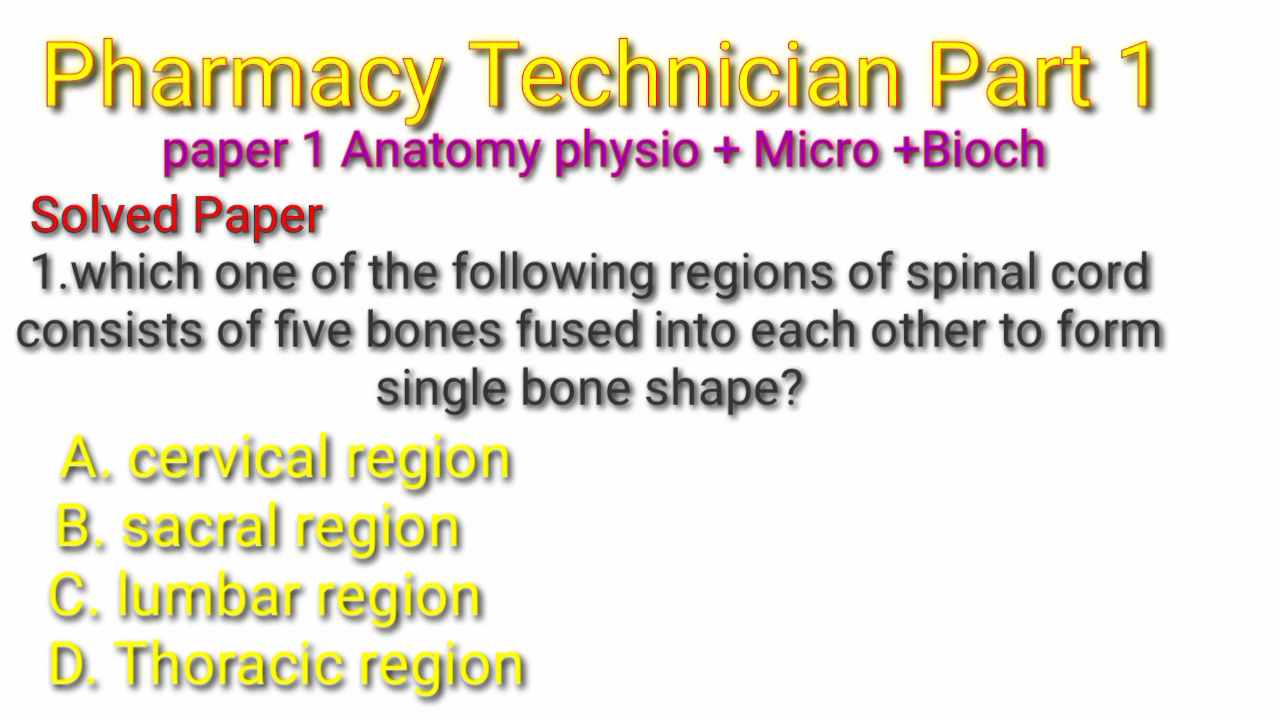 Pharmacy Technician Part 1
paper 1 Anatomy physio + Micro +Bioch
Solved Paper
1.which one of the following regions of spinal cord
consists of five bones fused into each other to form
single bone shape?
A. cervical region
B. sacral region
C. lumbar region
D. Thoracic region